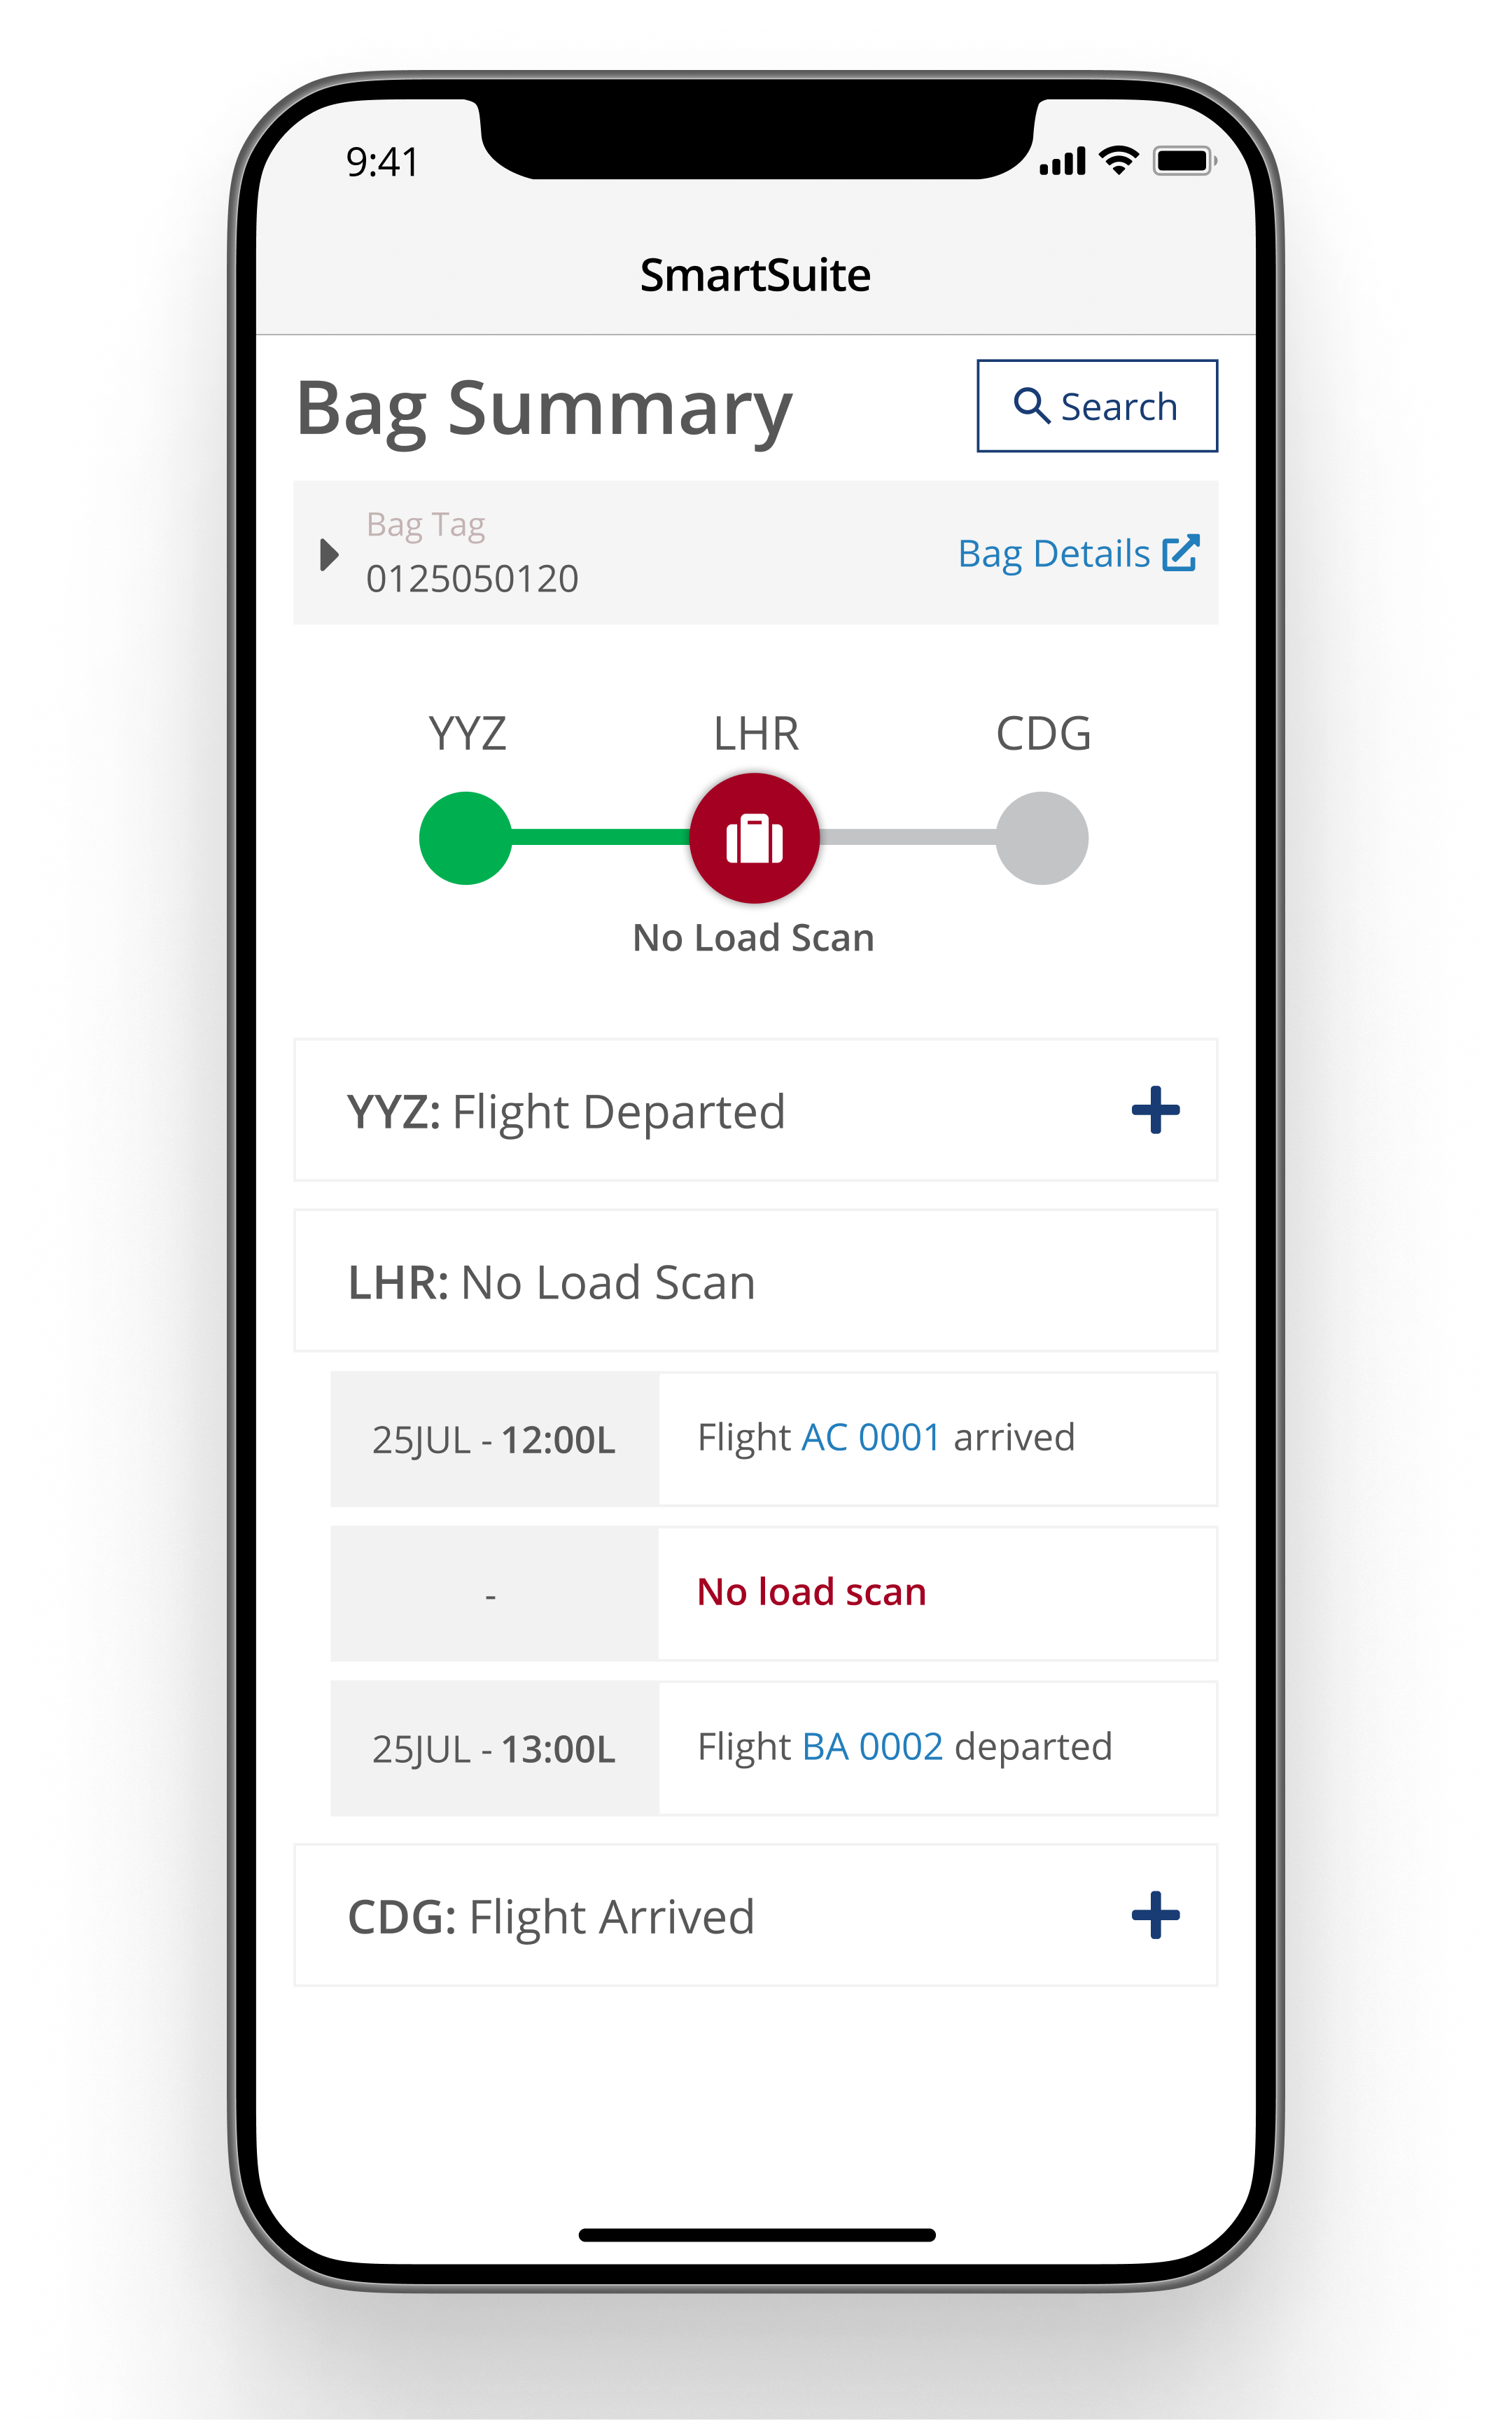 9:41
SmartSuite
Bag Summary
Search
Bag Tag
0125050120
Bag Details
YYZ LHR CDG
No Load Scan
YYZ: Flight Departed
LHR: No Load Scan
25JUL - 12:00L Flight AC 0001 arrived
- No load scan
25JUL - 13:00L Flight BA 0002 departed
CDG: Flight Arrived